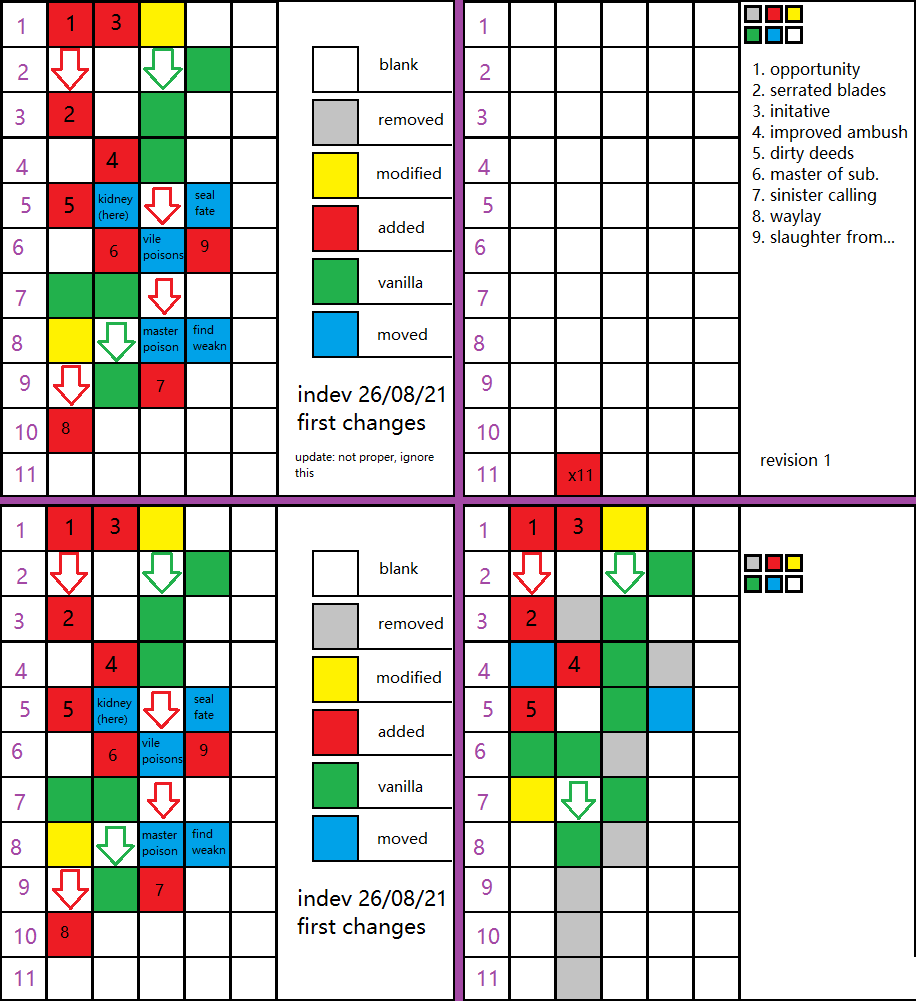 1 1 3
2 blank
3 2 removed
4 4 modified
5 5 kidney seal
(here) fate
added
6 6 vile 9
poisons
7 vanilla
8 master find
poison weakn
moved
9 7
indev 26/08/21
first changes
10 8
update: not proper, ignore
this
11
1
2
3
4
5
6
7
8
9
10
11 x11
1. opportunity
2. serrated blades
3. initative
4. improved ambush
5. dirty deeds
6. master of sub.
7. sinister calling
8. waylay
9. slaughter from...
revision 1
1 1 3
2 blank
3 2 removed
4 4 modified
5 5 kidney seal
(here) fate
added
6 6 vile 9
poisons
7 vanilla
8 master find
poison weakn
moved
9 7
indev 26/08/21
first changes
10 8
11
1 1 3
2
3 2
4 4
5 5
6
7
8
9
10
11